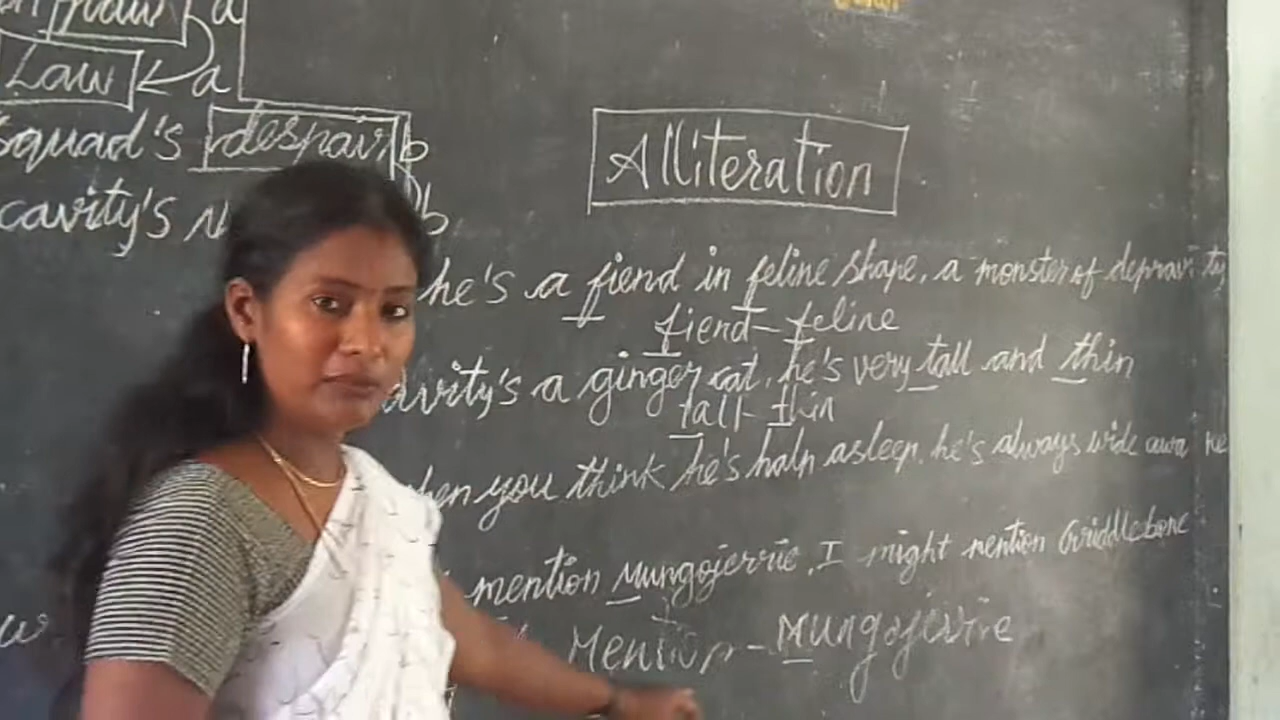 a
Law a
squad's despair b
cavity's b
Alliteration
he's a fiend in feline shape, a monster of depravity
fiend - feline
avity's a ginger cat, he's very tall and thin
Tall - Thin
hen you think he's half asleep, he's always wide awake
mention Mungojerrie, I might mention Griddlebone
Mention - Mungojerrie